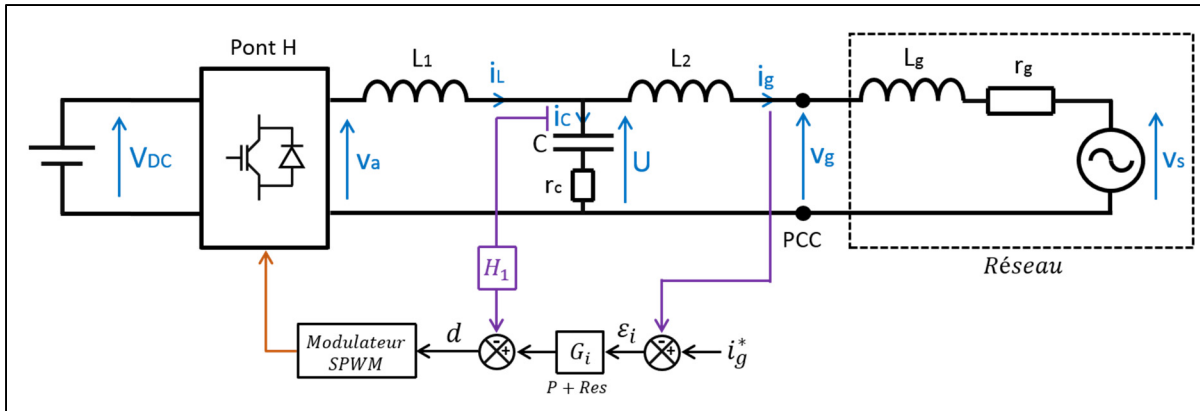 Pont H
L1
iL
L2
ig
Lg
rg
VDC
va
iC
C
rc
U
vg
vs
PCC
Réseau
H1
Modulateur
SPWM
d
- +
Gi
P + Res
εi
- +
ig*